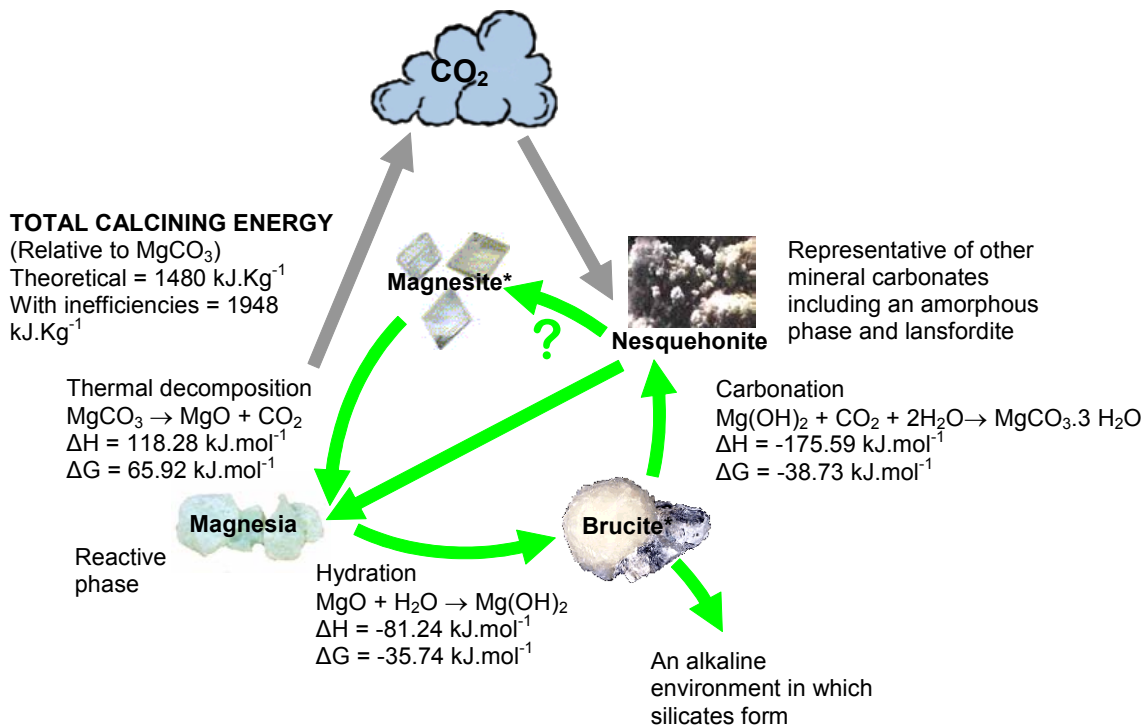 CO₂
TOTAL CALCINING ENERGY
(Relative to MgCO₃)
Theoretical = 1480 kJ.Kg⁻¹
With inefficiencies = 1948
kJ.Kg⁻¹
Magnesite*
?
Nesquehonite
Representative of other
mineral carbonates
including an amorphous
phase and lansfordite
Thermal decomposition
MgCO₃ → MgO + CO₂
ΔH = 118.28 kJ.mol⁻¹
ΔG = 65.92 kJ.mol⁻¹
Carbonation
Mg(OH)₂ + CO₂ + 2H₂O→ MgCO₃.3 H₂O
ΔH = -175.59 kJ.mol⁻¹
ΔG = -38.73 kJ.mol⁻¹
Magnesia
Brucite*
Reactive
phase
Hydration
MgO + H₂O → Mg(OH)₂
ΔH = -81.24 kJ.mol⁻¹
ΔG = -35.74 kJ.mol⁻¹
An alkaline
environment in which
silicates form